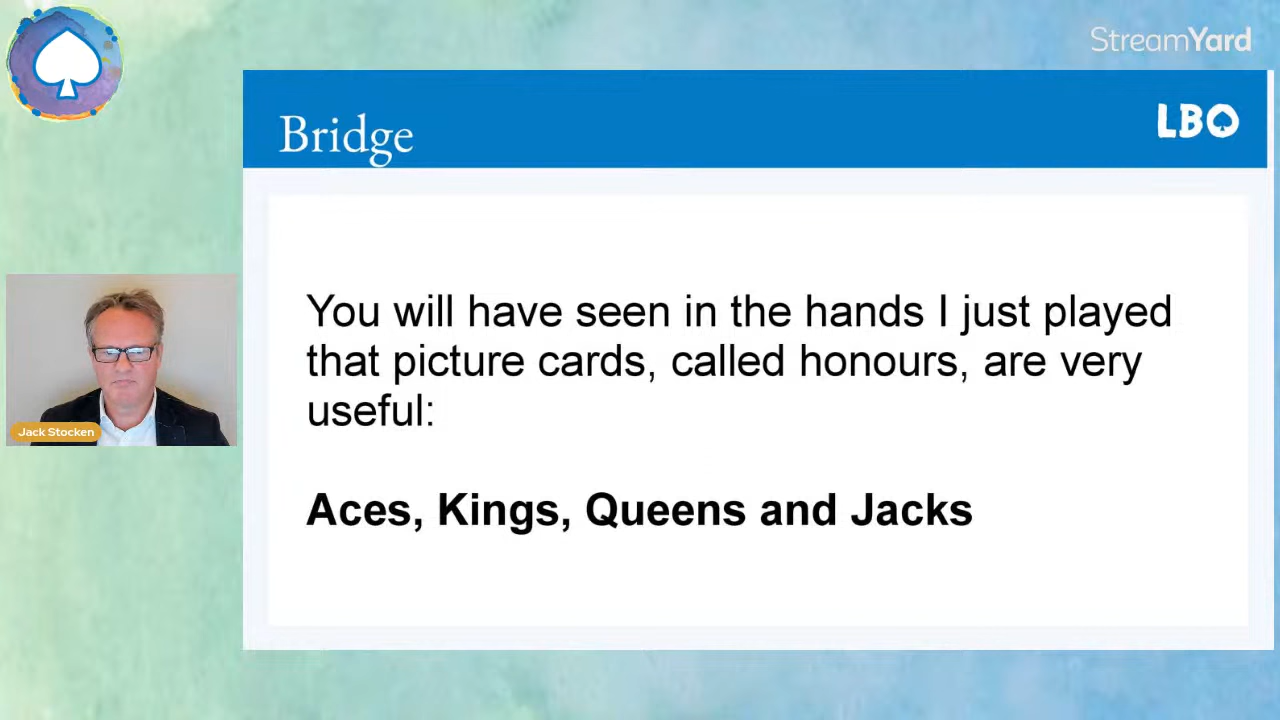 StreamYard
Bridge
LBO
You will have seen in the hands I just played
that picture cards, called honours, are very
useful:
Aces, Kings, Queens and Jacks
Jack Stocken